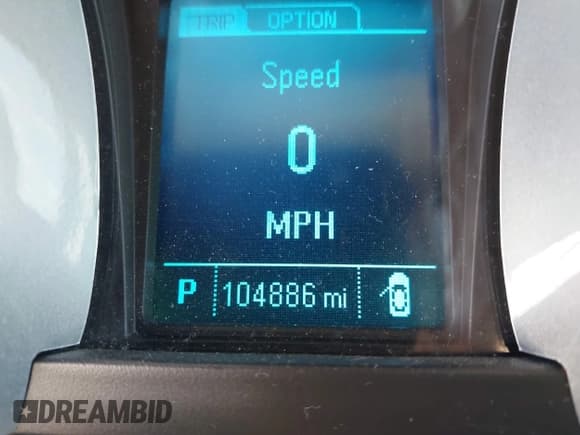 TRIP OPTION
Speed
0
MPH
P 104886 mi
DREAMBID